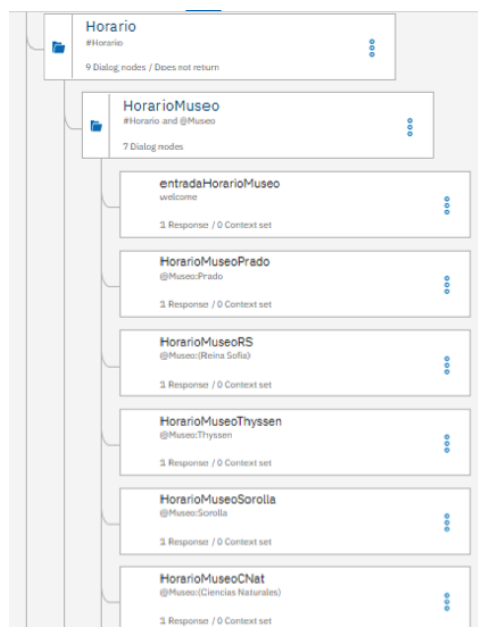 Horario
#Horario
9 Dialog nodes / Does not return
HorarioMuseo
#Horario and @Museo
7 Dialog nodes
entradaHorarioMuseo
welcome
1 Response / 0 Context set
HorarioMuseoPrado
@Museo:Prado
1 Response / 0 Context set
HorarioMuseoRS
@Museo:(Reina Sofia)
1 Response / 0 Context set
HorarioMuseoThyssen
@Museo:Thyssen
1 Response / 0 Context set
HorarioMuseoSorolla
@Museo:Sorolla
1 Response / 0 Context set
HorarioMuseoCNat
@Museo:(Ciencias Naturales)
1 Response / 0 Context set